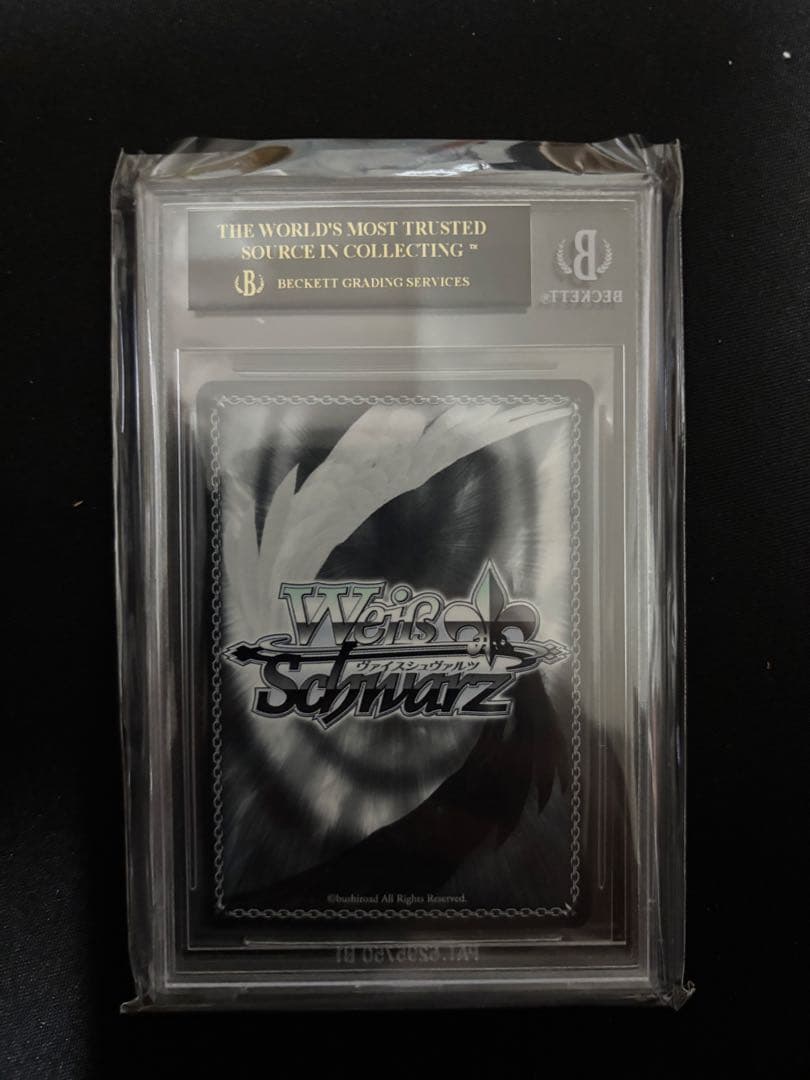 THE WORLD'S MOST TRUSTED
SOURCE IN COLLECTING ™
B BECKETT GRADING SERVICES
B
BECKETT®
Weiß
ヴァイスシュヴァルツ
Schwarz
©bushiroad All Rights Reserved.